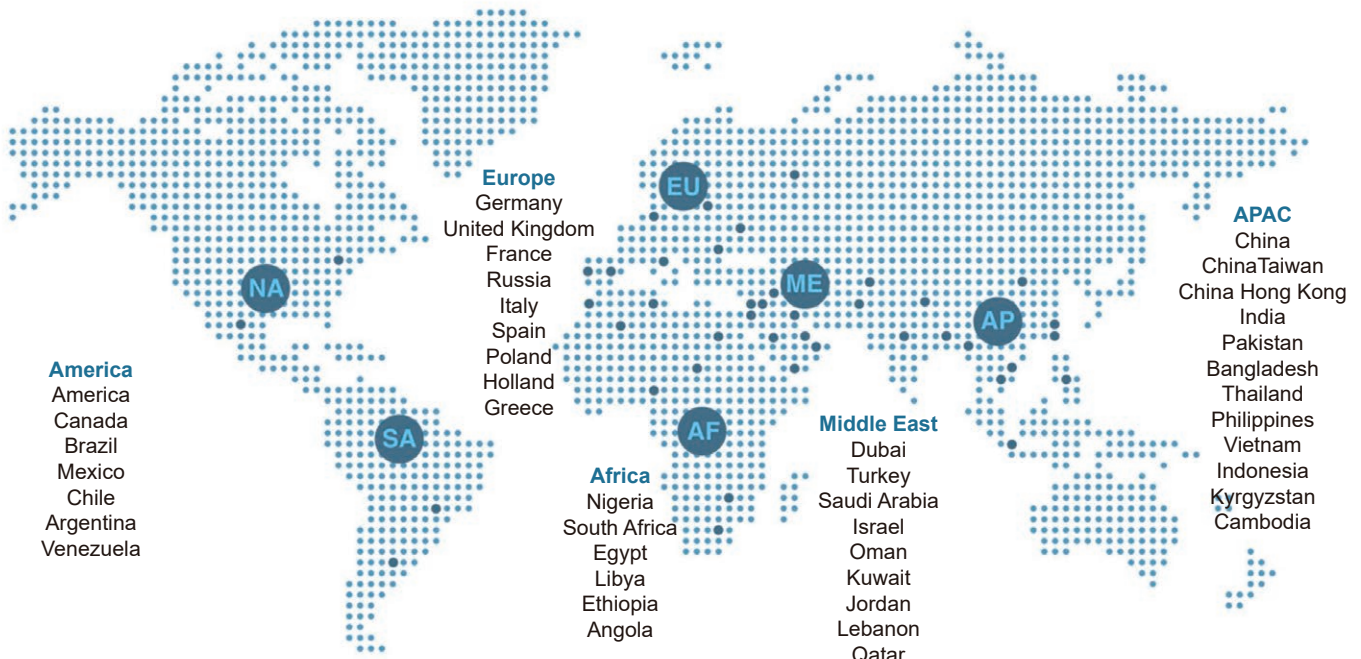 EU
NA
ME
AP
SA
AF
America
America
Canada
Brazil
Mexico
Chile
Argentina
Venezuela
Europe
Germany
United Kingdom
France
Russia
Italy
Spain
Poland
Holland
Greece
Africa
Nigeria
South Africa
Egypt
Libya
Ethiopia
Angola
Middle East
Dubai
Turkey
Saudi Arabia
Israel
Oman
Kuwait
Jordan
Lebanon
Qatar
APAC
China
ChinaTaiwan
China Hong Kong
India
Pakistan
Bangladesh
Thailand
Philippines
Vietnam
Indonesia
Kyrgyzstan
Cambodia